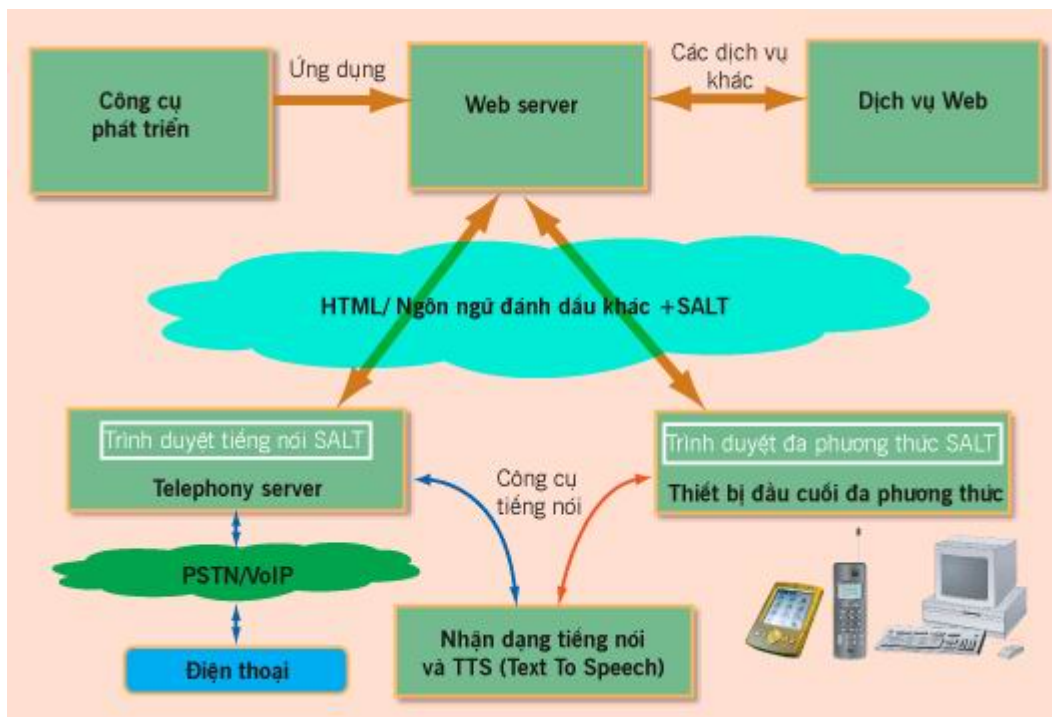 Ứng dụng
Các dịch vụ
khác
Công cụ
phát triển
Web server
Dịch vụ Web
HTML/ Ngôn ngữ đánh dấu khác +SALT
Trình duyệt tiếng nói SALT
Telephony server
Trình duyệt đa phương thức SALT
Thiết bị đầu cuối đa phương thức
Công cụ
tiếng nói
PSTN/VoIP
Điện thoại
Nhận dạng tiếng nói
và TTS (Text To Speech)